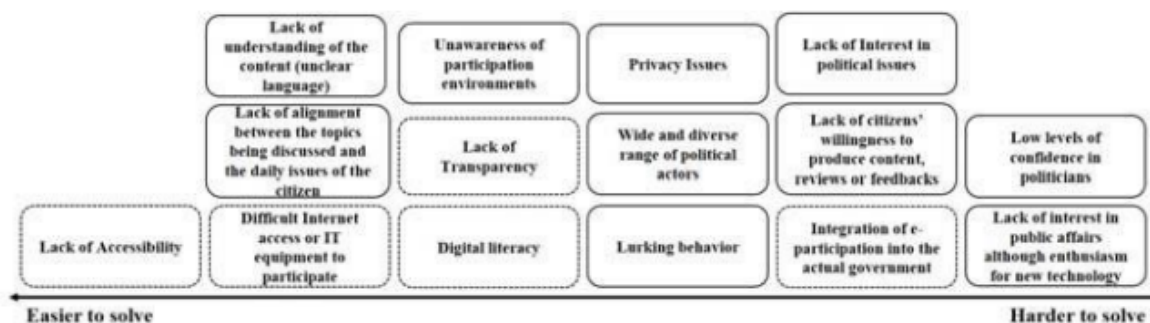 Lack of
understanding of the
content (unclear
language)
Unawareness of
participation
environments
Privacy Issues
Lack of Interest in
political issues
Lack of alignment
between the topics
being discussed and
the daily issues of the
citizen
Lack of
Transparency
Wide and diverse
range of political
actors
Lack of citizens’
willingness to
produce content,
reviews or feedbacks
Low levels of
confidence in
politicians
Lack of Accessibility
Difficult Internet
access or IT
equipment to
participate
Digital literacy
Lurking behavior
Integration of e-
participation into the
actual government
Lack of interest in
public affairs
although enthusiasm
for new technology
Easier to solve
Harder to solve